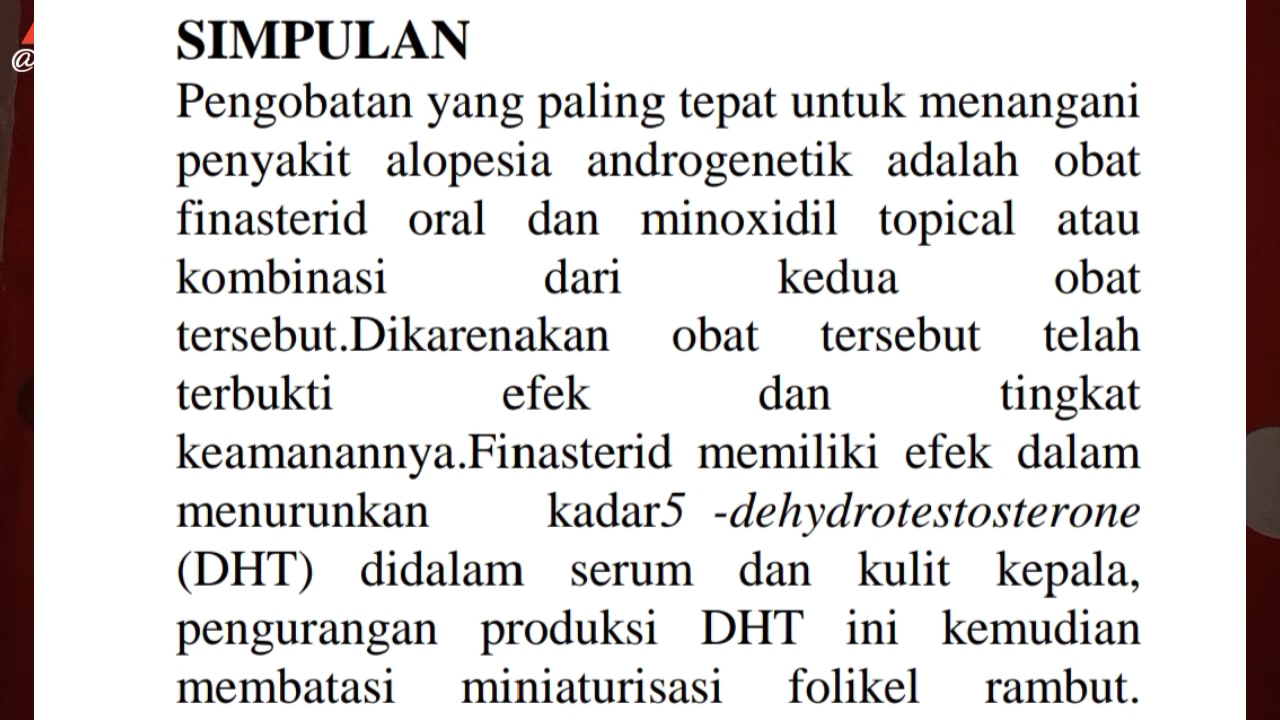 SIMPULAN
@
Pengobatan yang paling tepat untuk menangani
penyakit alopesia androgenetik adalah obat
finasterid oral dan minoxidil topical atau
kombinasi dari kedua obat
tersebut.Dikarenakan obat tersebut telah
terbukti efek dan tingkat
keamanannya.Finasterid memiliki efek dalam
menurunkan kadar5 -dehydrotestosterone
(DHT) didalam serum dan kulit kepala,
pengurangan produksi DHT ini kemudian
membatasi miniaturisasi folikel rambut.